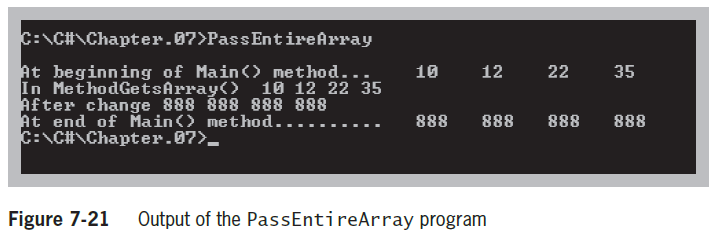 C:\C#\Chapter.07>PassEntireArray
At beginning of Main() method... 10 12 22 35
In MethodGetsArray() 10 12 22 35
After change 888 888 888 888
At end of Main() method.......... 888 888 888 888
C:\C#\Chapter.07>_
Figure 7-21 Output of the PassEntireArray program